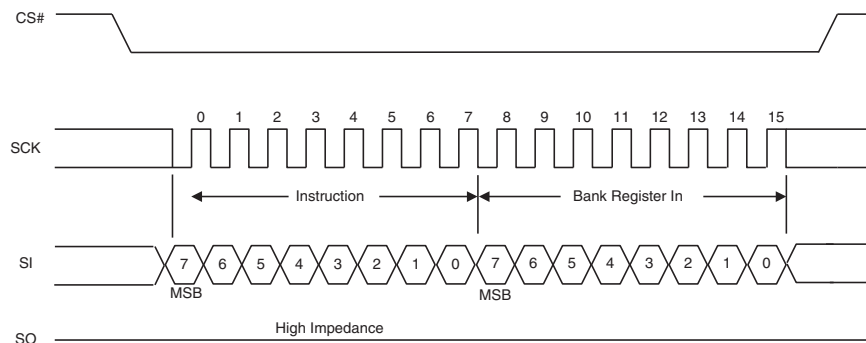 CS#
0 1 2 3 4 5 6 7 8 9 10 11 12 13 14 15
SCK
Instruction Bank Register In
SI 7 6 5 4 3 2 1 0 7 6 5 4 3 2 1 0
MSB MSB
High Impedance
SO